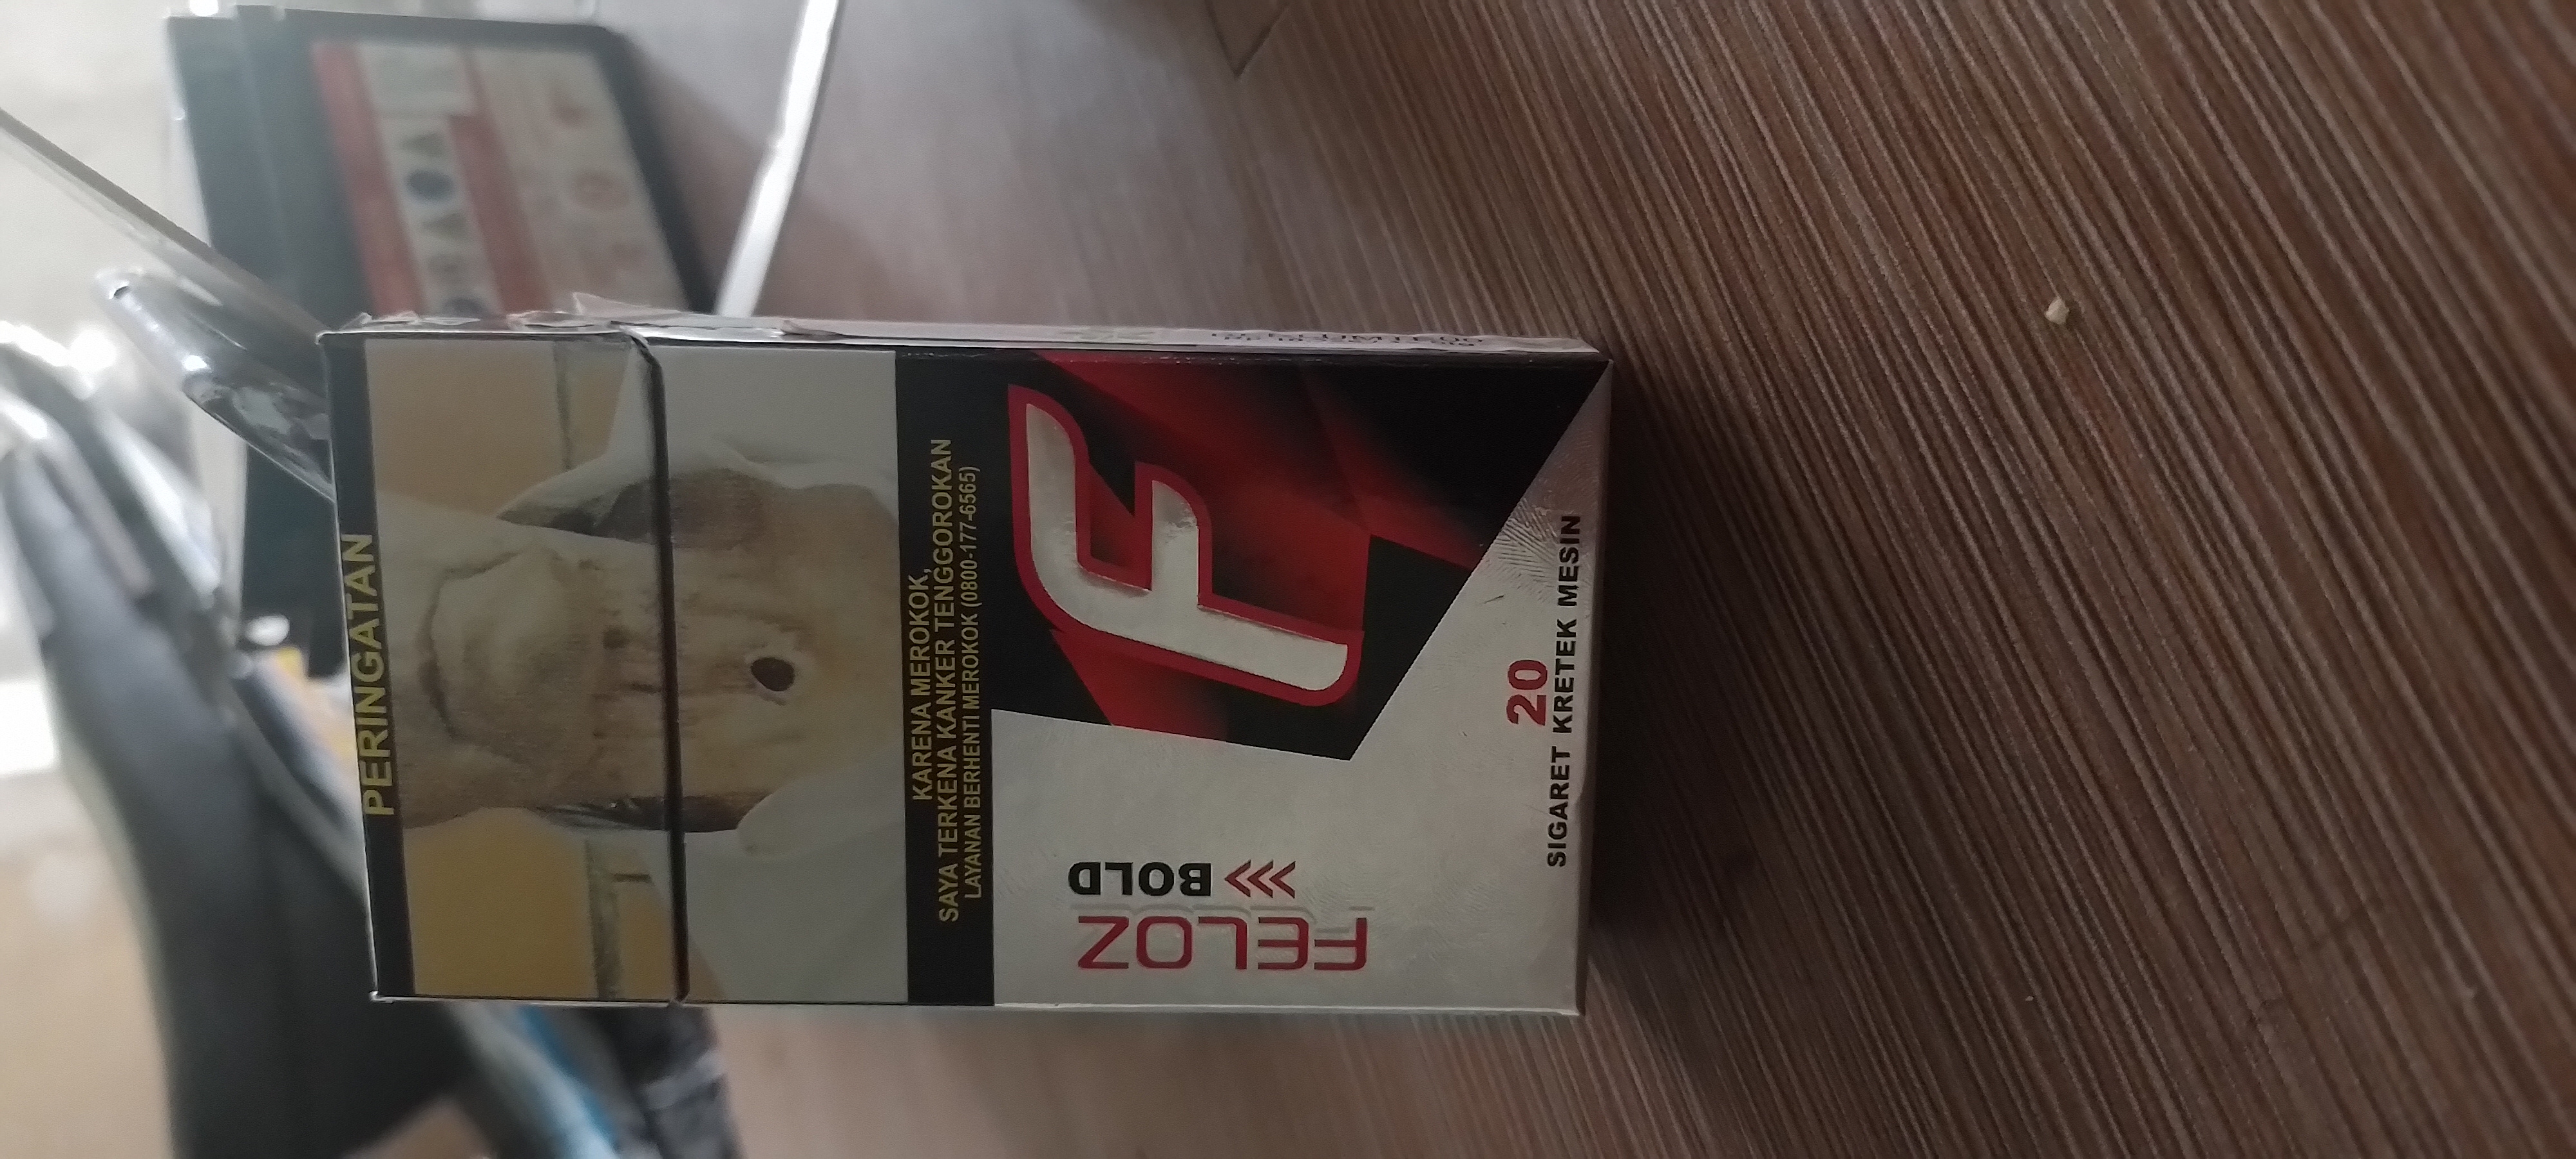 PERINGATAN
KARENA MEROKOK,
SAYA TERKENA KANKER TENGGOROKAN
LAYANAN BERHENTI MEROKOK (0800-177-6565)
FELOZ
>>> BOLD
F
20
SIGARET KRETEK MESIN